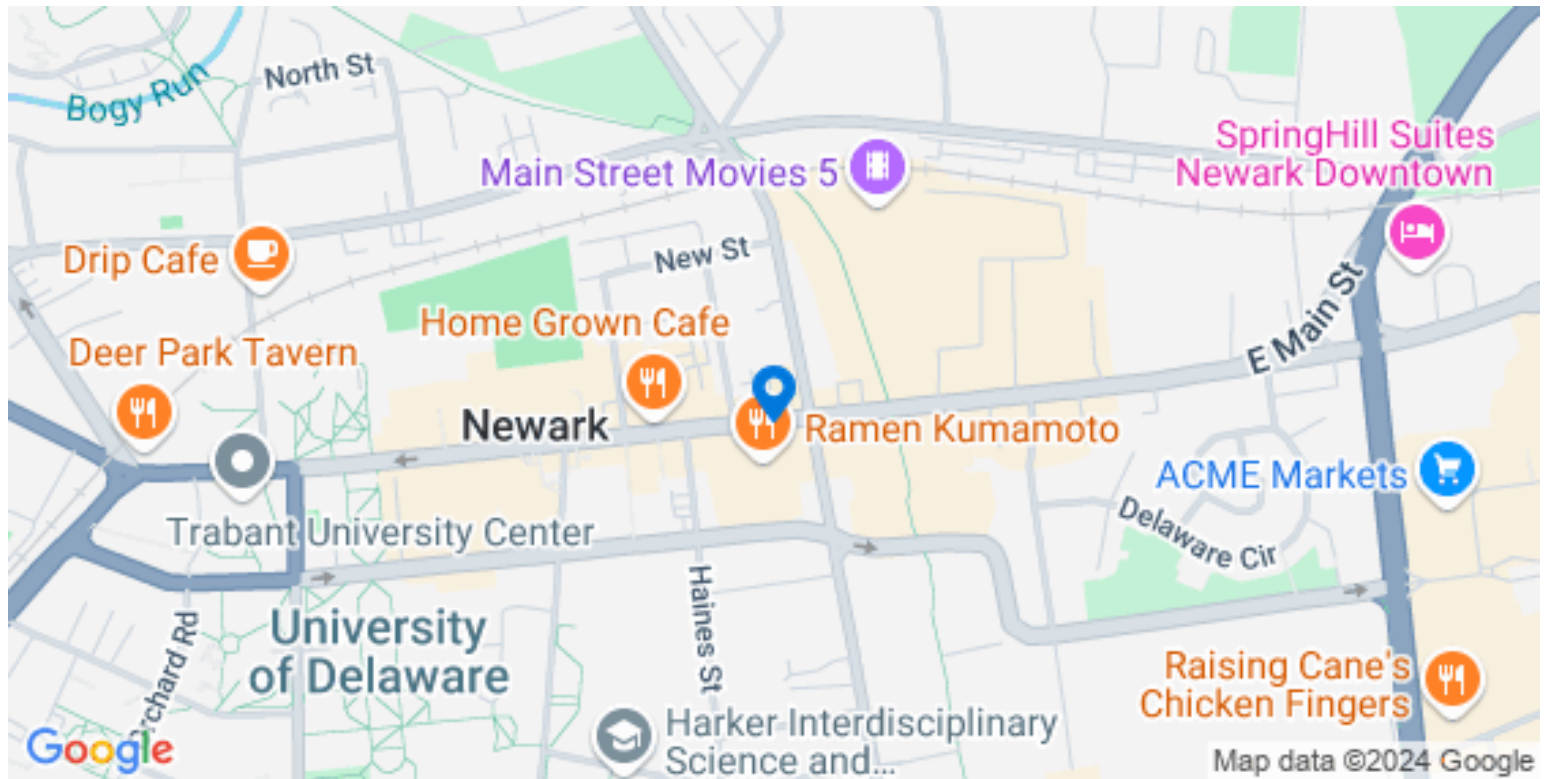 North St
Bogy Run
SpringHill Suites
Newark Downtown
Main Street Movies 5
Drip Cafe
New St
Home Grown Cafe
E Main St
Deer Park Tavern
Newark
Ramen Kumamoto
ACME Markets
Trabant University Center
Delaware Cir
Haines St
University
of Delaware
Orchard Rd
Raising Cane's
Chicken Fingers
Harker Interdisciplinary
Science and...
Google
Map data ©2024 Google